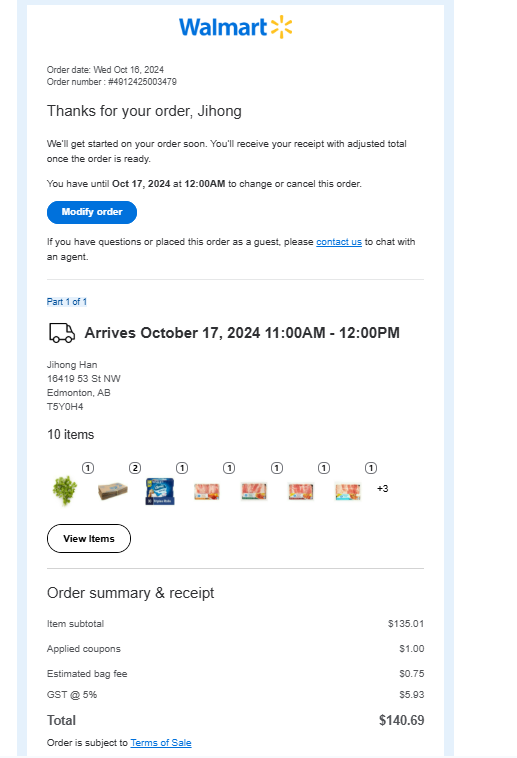 Walmart
Order date: Wed Oct 16, 2024
Order number : #4912425003479
Thanks for your order, Jihong
We'll get started on your order soon. You'll receive your receipt with adjusted total
once the order is ready.
You have until Oct 17, 2024 at 12:00AM to change or cancel this order.
Modify order
If you have questions or placed this order as a guest, please contact us to chat with
an agent.
Part 1 of 1
Arrives October 17, 2024 11:00AM - 12:00PM
Jihong Han
16419 53 St NW
Edmonton, AB
T5Y0H4
10 items
1 2 1 1 1 1 1
+3
View Items
Order summary & receipt
Item subtotal $135.01
Applied coupons $1.00
Estimated bag fee $0.75
GST @ 5% $5.93
Total $140.69
Order is subject to Terms of Sale